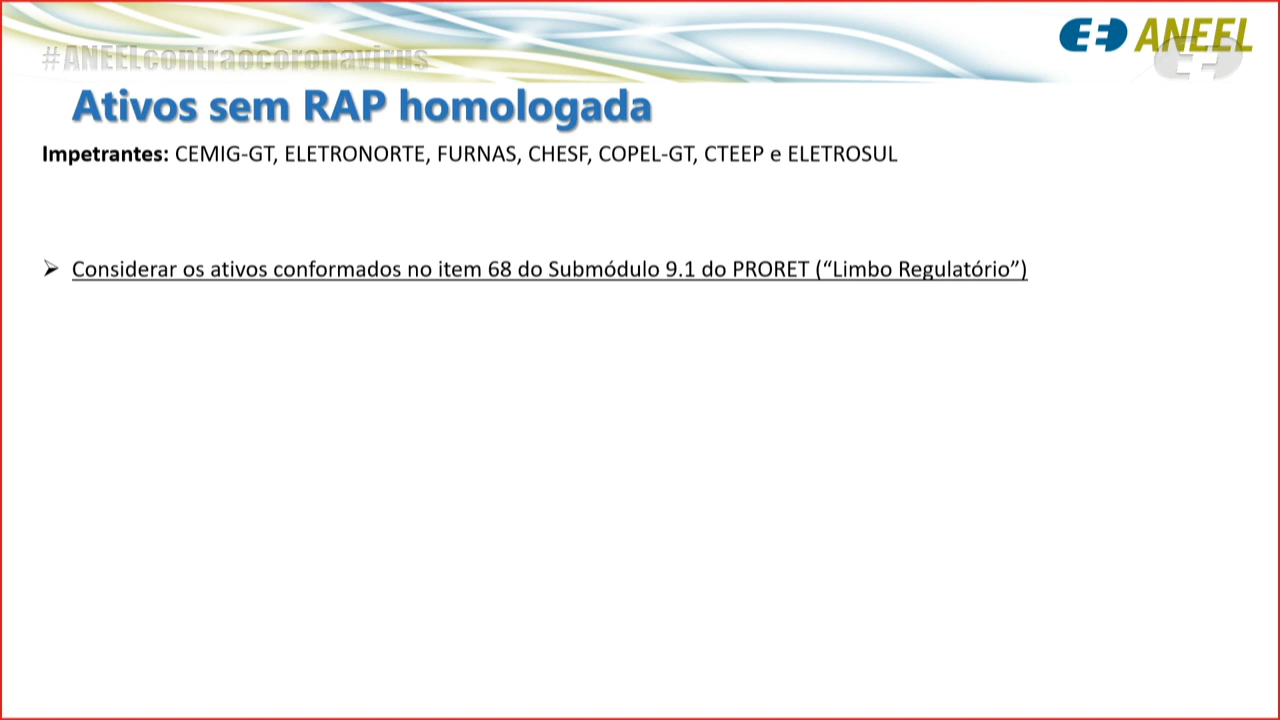 ANEEL
#ANEELcontraocoronavirus
Ativos sem RAP homologada
Impetrantes: CEMIG-GT, ELETRONORTE, FURNAS, CHESF, COPEL-GT, CTEEP e ELETROSUL
➢ Considerar os ativos conformados no item 68 do Submódulo 9.1 do PRORET (“Limbo Regulatório”)